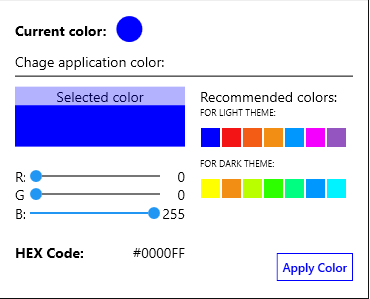 Current color:
Chage application color:
Selected color
Recommended colors:
FOR LIGHT THEME:
FOR DARK THEME:
R: 0
G 0
B: 255
HEX Code: #0000FF
Apply Color